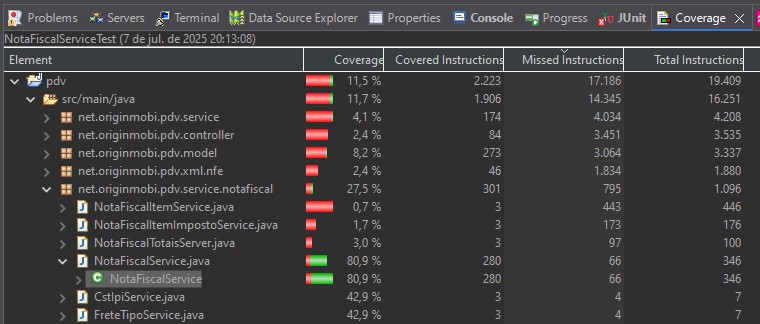 Problems Servers Terminal Data Source Explorer Properties Console Progress JUnit Coverage
NotaFiscalServiceTest (7 de jul. de 2025 20:13:08)
Element Coverage Covered Instructions Missed Instructions Total Instructions
pdv 11,5 % 2.223 17.186 19.409
src/main/java 11,7 % 1.906 14.345 16.251
net.originmobi.pdv.service 4,1 % 174 4.034 4.208
net.originmobi.pdv.controller 2,4 % 84 3.451 3.535
net.originmobi.pdv.model 8,2 % 273 3.064 3.337
net.originmobi.pdv.xml.nfe 2,4 % 46 1.834 1.880
net.originmobi.pdv.service.notafiscal 27,5 % 301 795 1.096
NotaFiscalItemService.java 0,7 % 3 443 446
NotaFiscalItemImpostoService.java 1,7 % 3 173 176
NotaFiscalTotaisServer.java 3,0 % 3 97 100
NotaFiscalService.java 80,9 % 280 66 346
NotaFiscalService 80,9 % 280 66 346
CstIpiService.java 42,9 % 3 4 7
FreteTipoService.java 42,9 % 3 4 7